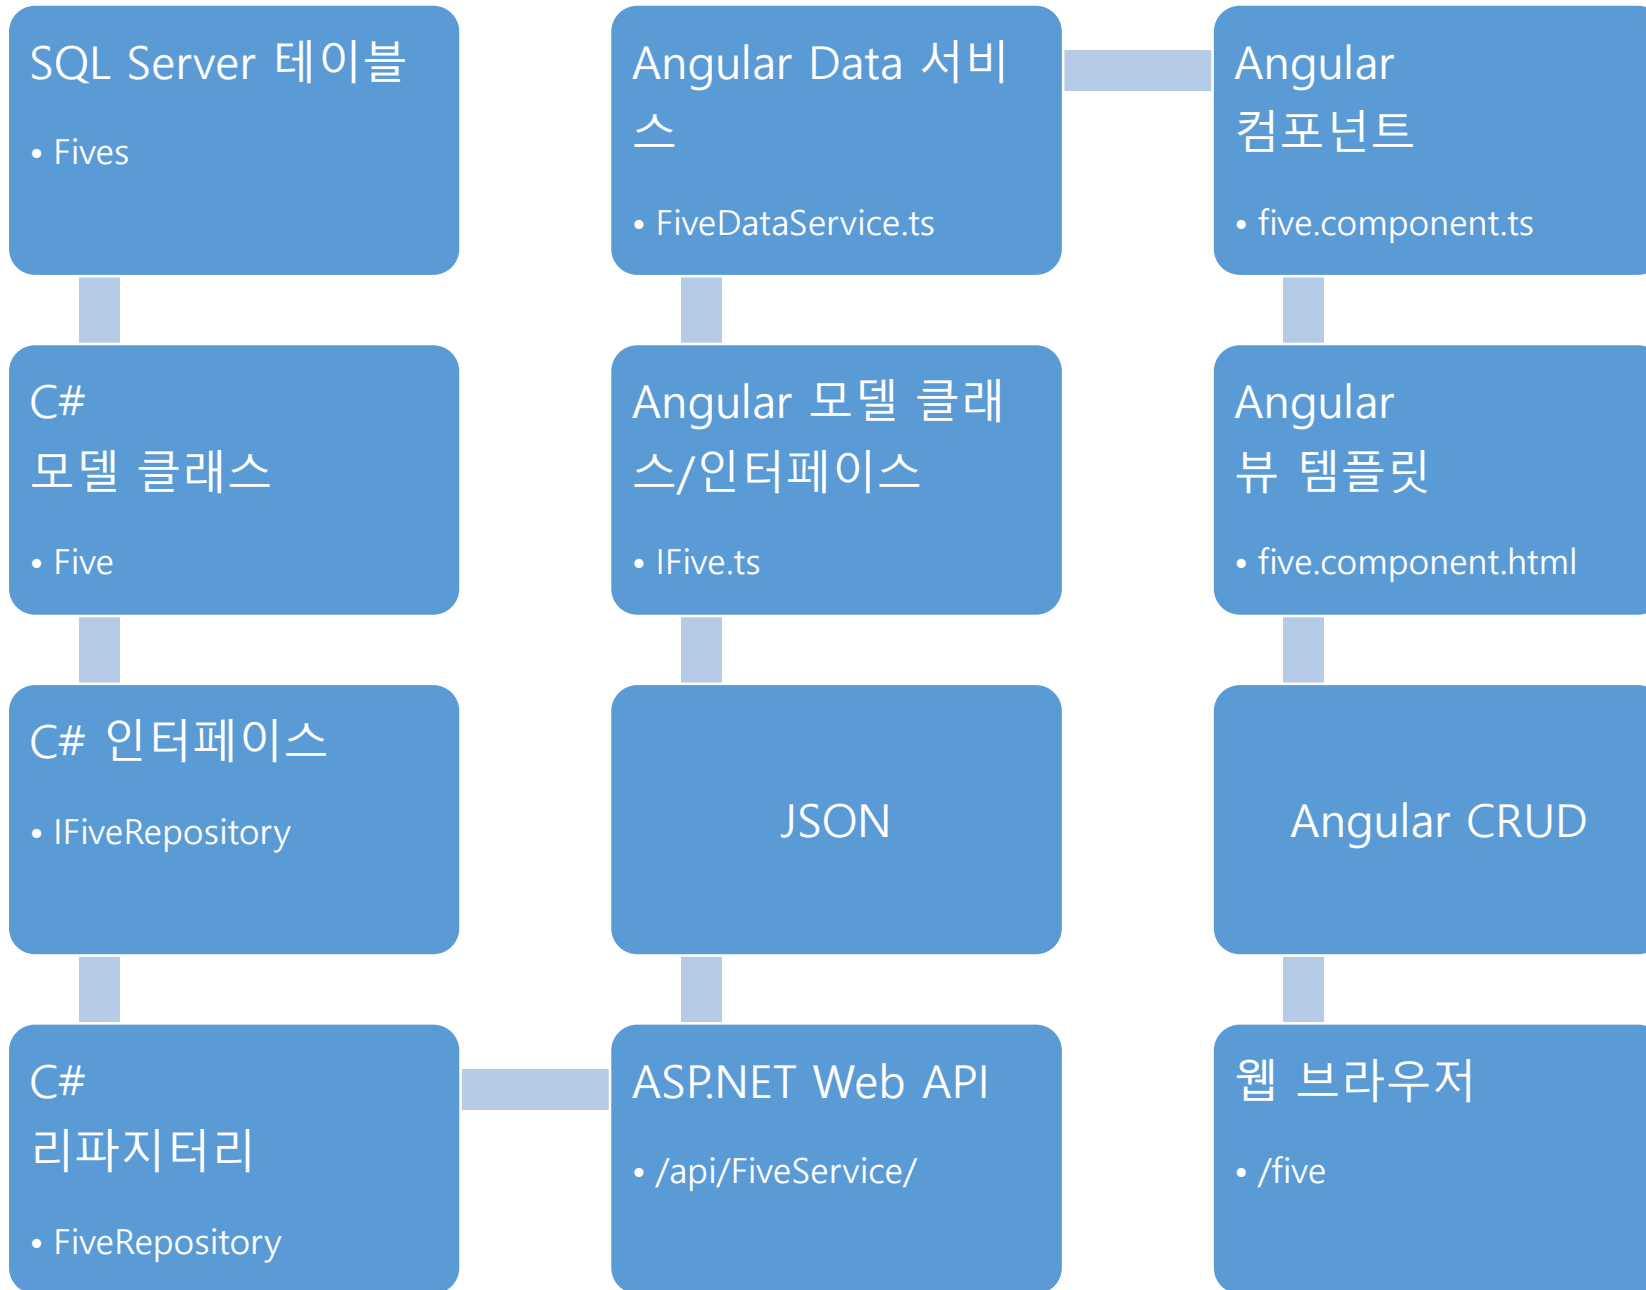 SQL Server 테이블
• Fives
C#
모델 클래스
• Five
C# 인터페이스
• IFiveRepository
C#
리파지터리
• FiveRepository
ASP.NET Web API
• /api/FiveService/
JSON
Angular 모델 클래
스/인터페이스
• IFive.ts
Angular Data 서비
스
• FiveDataService.ts
Angular
컴포넌트
• five.component.ts
Angular
뷰 템플릿
• five.component.html
Angular CRUD
웹 브라우저
• /five